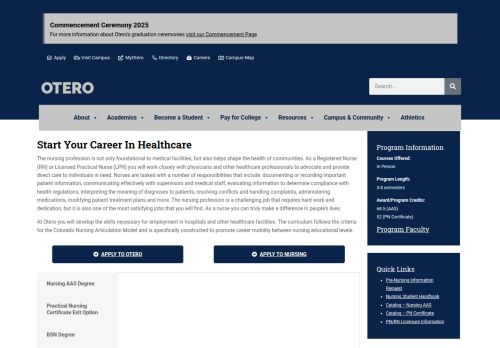 Commencement Ceremony 2025
For more information about Otero's graduation ceremonies visit our Commencement Page
Apply
Visit Campus
MyOtero
Directory
Careers
Campus Map
OTERO
Search...
About
Academics
Become a Student
Pay for College
Resources
Campus & Community
Athletics
Start Your Career In Healthcare
The nursing profession is not only foundational to medical facilities, but also helps shape the health of communities. As a Registered Nurse
(RN) or Licensed Practical Nurse (LPN) you will work closely with physicians and other healthcare professionals to advocate and provide
direct care to individuals in need. Nurses are tasked with a number of responsibilities that include: documenting or recording important
patient information, communicating effectively with supervisors and medical staff, evaluating information to determine compliance with
health regulations, interpreting the meaning of diagnoses to patients, resolving conflicts and handling complaints, administering
medications, modifying patient treatment plans and more. The nursing profession is a challenging job that requires hard work and
dedication, but it is also one of the most satisfying jobs that you will find. As a nurse you can truly make a difference in people's lives.
At Otero you will develop the skills necessary for employment in hospitals and other healthcare facilities. The curriculum follows the criteria
for the Colorado Nursing Articulation Model and is specifically constructed to promote career mobility between nursing educational levels.
APPLY TO OTERO
APPLY TO NURSING
Nursing AAS Degree
Practical Nursing
Certificate Exit Option
BSN Degree
Program Information
Courses Offered:
In Person
Program Length:
3-8 semesters
Award/Program Credits:
68.5 (AAS)
52 (PN Certificate)
Program Faculty
Quick Links
Pre-Nursing Information
Request
Nursing Student Handbook
Catalog – Nursing AAS
Catalog – PN Certificate
PN/RN Licensure Information